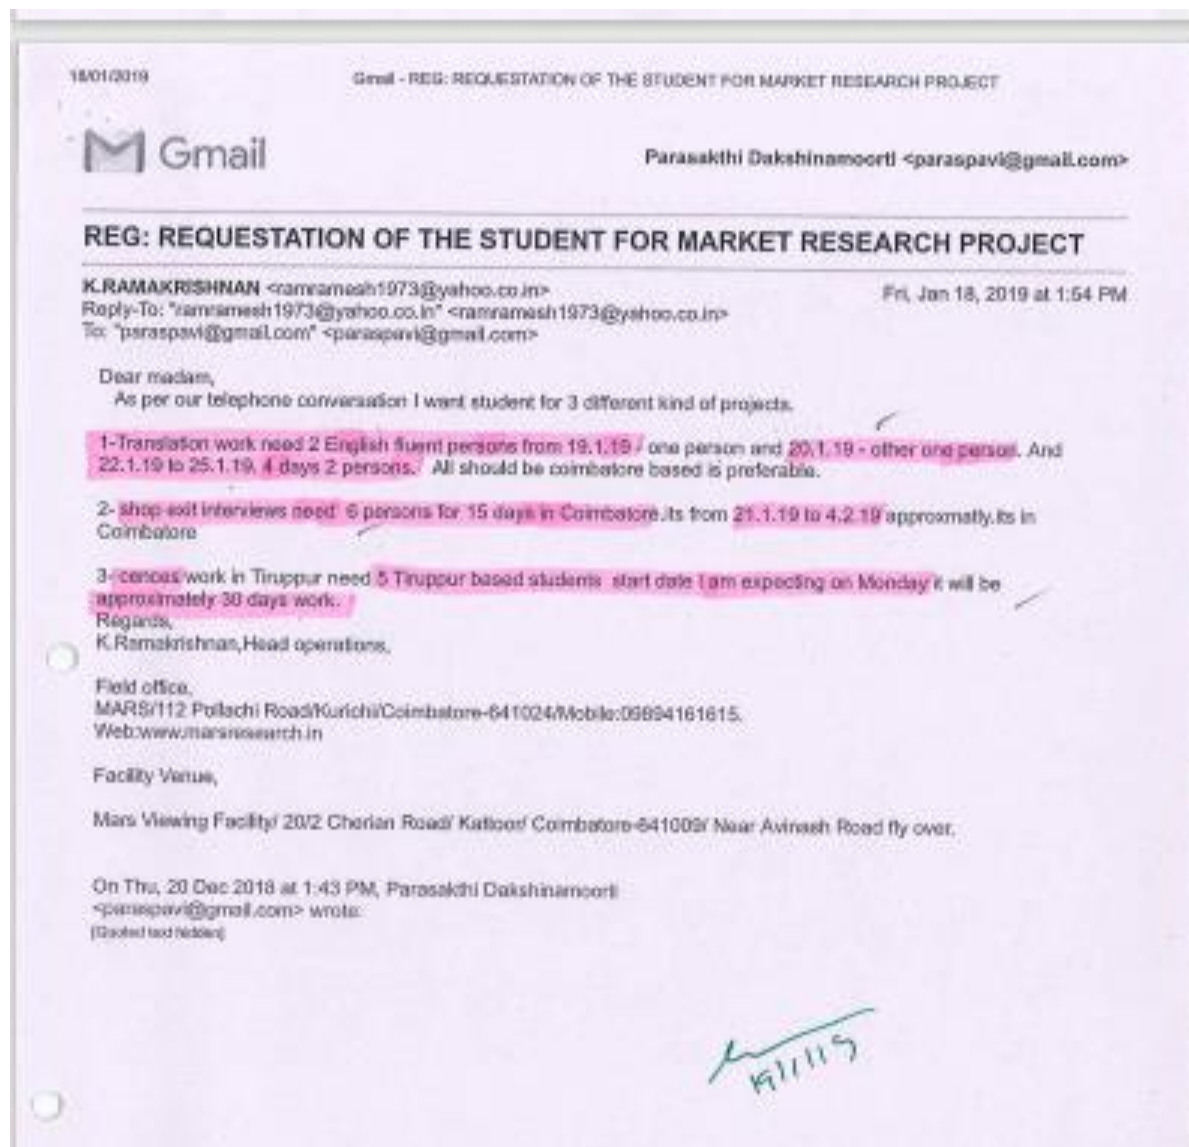 18/01/2019
Gmail - REG: REQUESTATION OF THE STUDENT FOR MARKET RESEARCH PROJECT
Gmail
Parasakthi Dakshinamoorti <paraspavi@gmail.com>
REG: REQUESTATION OF THE STUDENT FOR MARKET RESEARCH PROJECT
K.RAMAKRISHNAN <ramramesh1973@yahoo.co.in>
Fri, Jan 18, 2019 at 1:54 PM
Reply-To: "ramramesh1973@yahoo.co.in" <ramramesh1973@yahoo.co.in>
To: "paraspavi@gmail.com" <paraspavi@gmail.com>
Dear madam,
As per our telephone conversation I want student for 3 different kind of projects.
1-Translation work need 2 English fluent persons from 19.1.19 / one person and 20.1.19 - other one person. And
22.1.19 to 25.1.19, 4 days 2 persons. All should be coimbatore based is preferable.
2- shop exit interviews need 6 persons for 15 days in Coimbatore.its from 21.1.19 to 4.2.19 approxmatly.its in
Coimbatore
3- cences work in Tiruppur need 5 Tiruppur based students start date I am expecting on Monday it will be
approximately 30 days work.
Regards,
K.Ramakrishnan,Head operations,
Field office,
MARS/112 Pollachi Road/Kurichi/Coimbatore-641024/Mobile:09894161615.
Web:www.marsresearch.in
Facility Venue,
Mars Viewing Facility/ 20/2 Cherian Road/ Kattoor/ Coimbatore-641009/ Near Avinash Road fly over.
On Thu, 20 Dec 2018 at 1:43 PM, Parasakthi Dakshinamoorti
<paraspavi@gmail.com> wrote:
[Quoted text hidden]
19/1/19